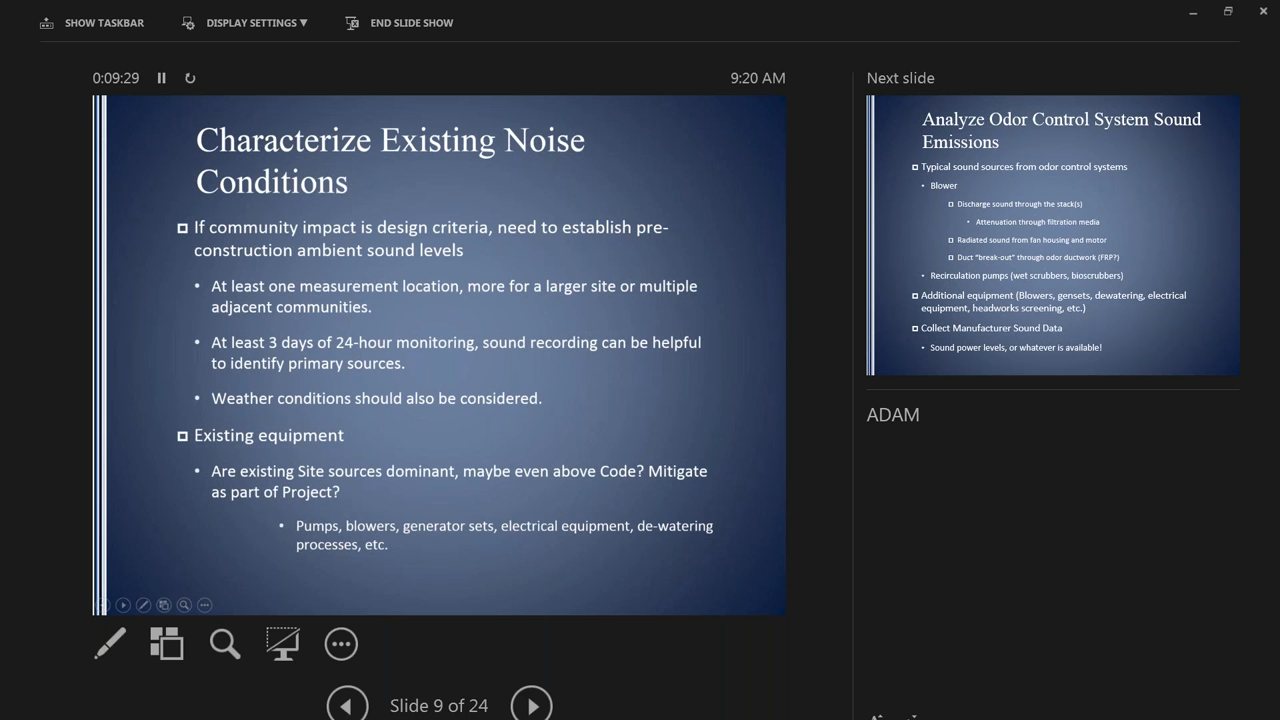 SHOW TASKBAR
DISPLAY SETTINGS ▼
END SLIDE SHOW
0:09:29
9:20 AM
Characterize Existing Noise
Conditions
If community impact is design criteria, need to establish pre-
construction ambient sound levels
• At least one measurement location, more for a larger site or multiple
adjacent communities.
• At least 3 days of 24-hour monitoring, sound recording can be helpful
to identify primary sources.
• Weather conditions should also be considered.
Existing equipment
• Are existing Site sources dominant, maybe even above Code? Mitigate
as part of Project?
• Pumps, blowers, generator sets, electrical equipment, de-watering
processes, etc.
Slide 9 of 24
Next slide
Analyze Odor Control System Sound
Emissions
Typical sound sources from odor control systems
• Blower
Discharge sound through the stack(s)
• Attenuation through filtration media
Radiated sound from fan housing and motor
Duct “break-out” through odor ductwork (FRP?)
• Recirculation pumps (wet scrubbers, bioscrubbers)
Additional equipment (Blowers, gensets, dewatering, electrical
equipment, headworks screening, etc.)
Collect Manufacturer Sound Data
• Sound power levels, or whatever is available!
ADAM